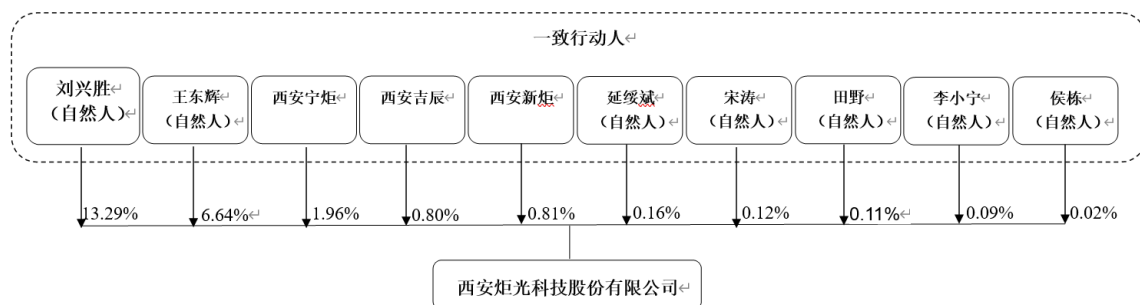 一致行动人
刘兴胜
（自然人）
王东辉
（自然人）
西安宁炬
西安吉辰
西安新炬
延绥斌
（自然人）
宋涛
（自然人）
田野
（自然人）
李小宁
（自然人）
侯栋
（自然人）
13.29%
6.64%
1.96%
0.80%
0.81%
0.16%
0.12%
0.11%
0.09%
0.02%
西安炬光科技股份有限公司